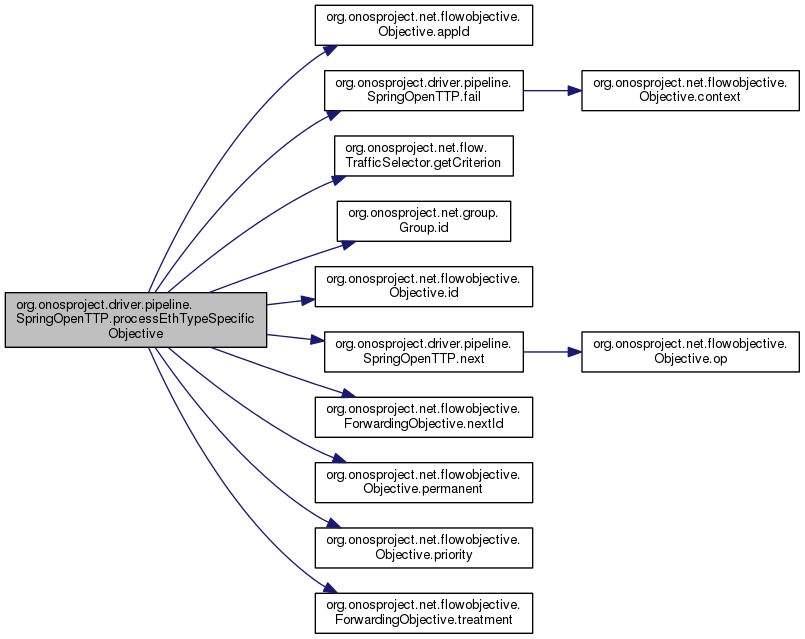 org.onosproject.net.flowobjective.
Objective.appId
org.onosproject.driver.pipeline.
SpringOpenTTP.fail
org.onosproject.net.flowobjective.
Objective.context
org.onosproject.net.flow.
TrafficSelector.getCriterion
org.onosproject.net.group.
Group.id
org.onosproject.driver.pipeline.
SpringOpenTTP.processEthTypeSpecific
Objective
org.onosproject.net.flowobjective.
Objective.id
org.onosproject.driver.pipeline.
SpringOpenTTP.next
org.onosproject.net.flowobjective.
Objective.op
org.onosproject.net.flowobjective.
ForwardingObjective.nextId
org.onosproject.net.flowobjective.
Objective.permanent
org.onosproject.net.flowobjective.
Objective.priority
org.onosproject.net.flowobjective.
ForwardingObjective.treatment